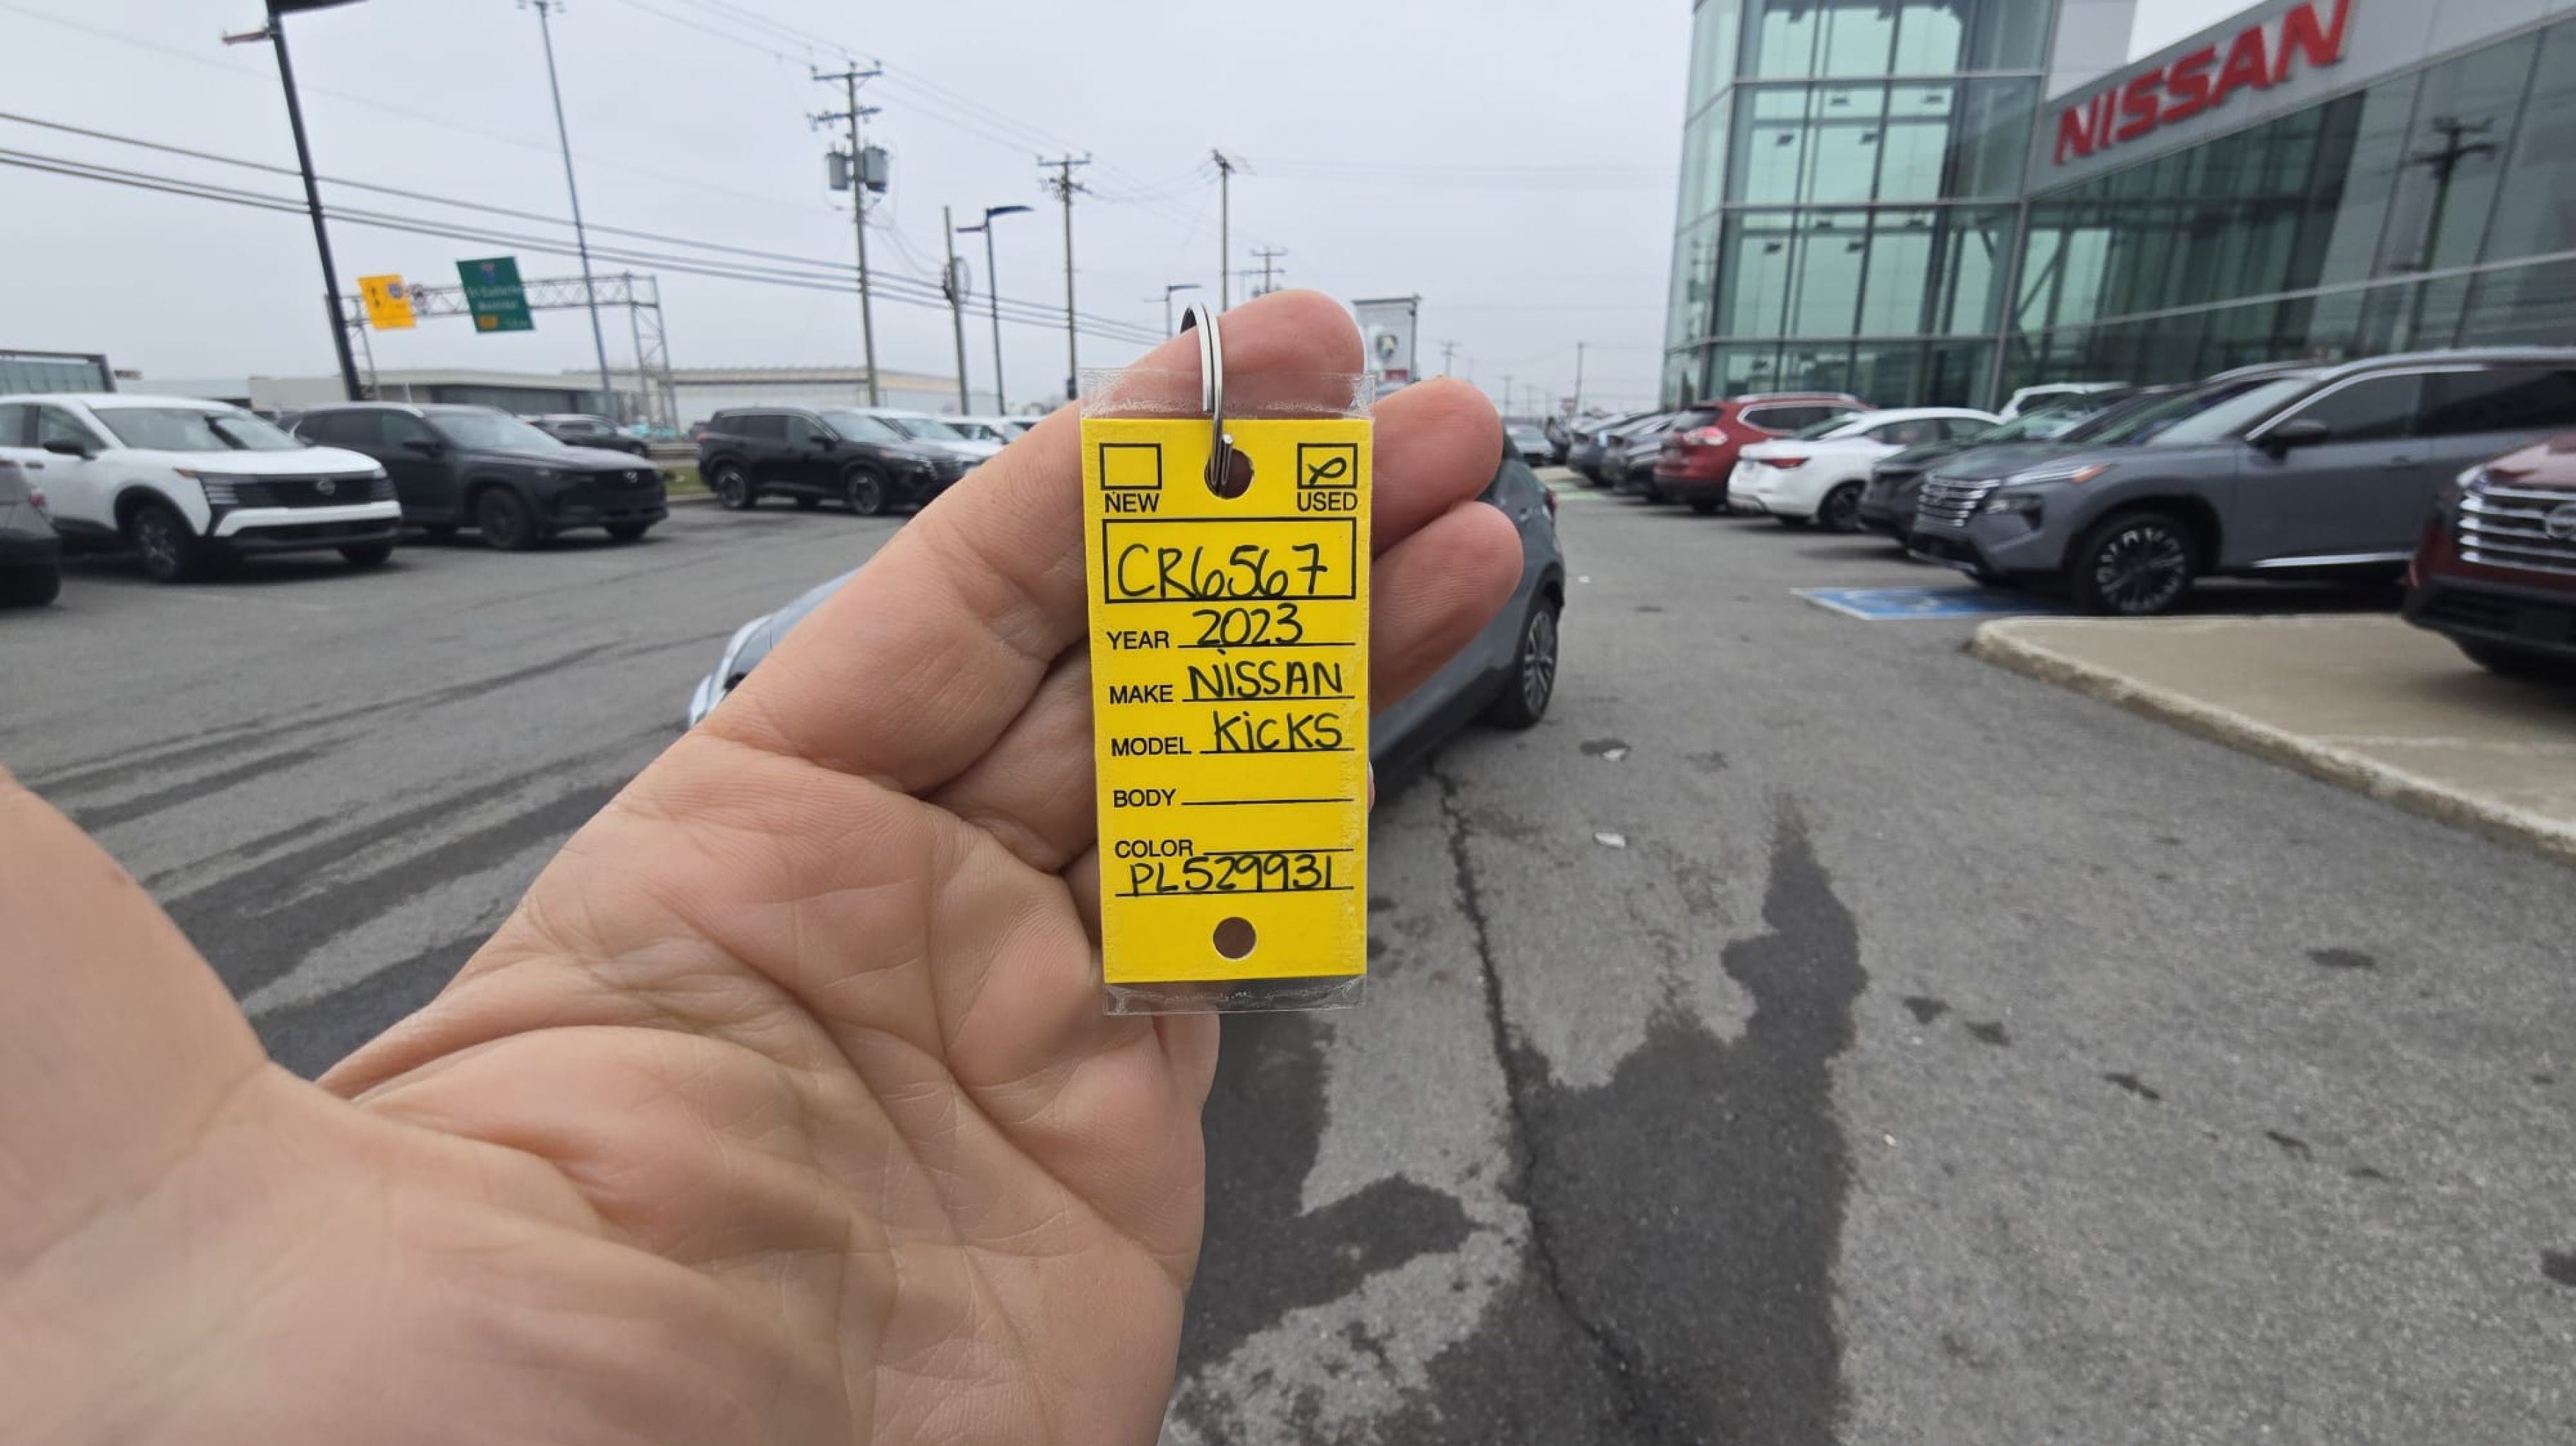 NISSAN
NEW USED
CR6567
YEAR 2023
MAKE NISSAN
MODEL KICKS
BODY
COLOR
PL529931